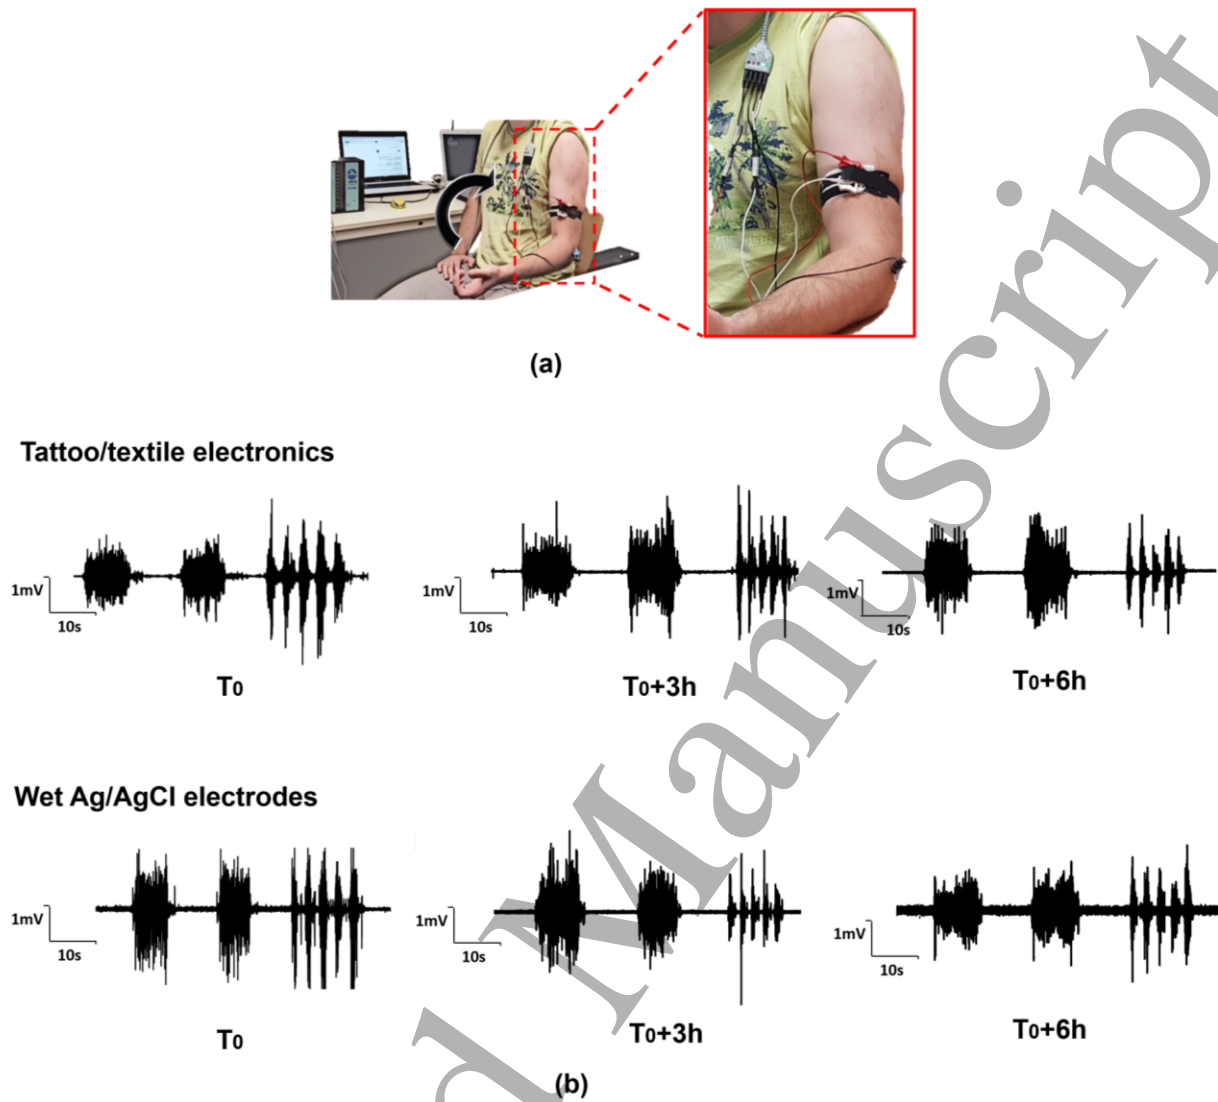 (a)
Tattoo/textile electronics
1mV
10s
T0
1mV
10s
T0+3h
1mV
10s
T0+6h
Wet Ag/AgCl electrodes
1mV
10s
T0
1mV
10s
T0+3h
1mV
10s
T0+6h
(b)
d Manuscript